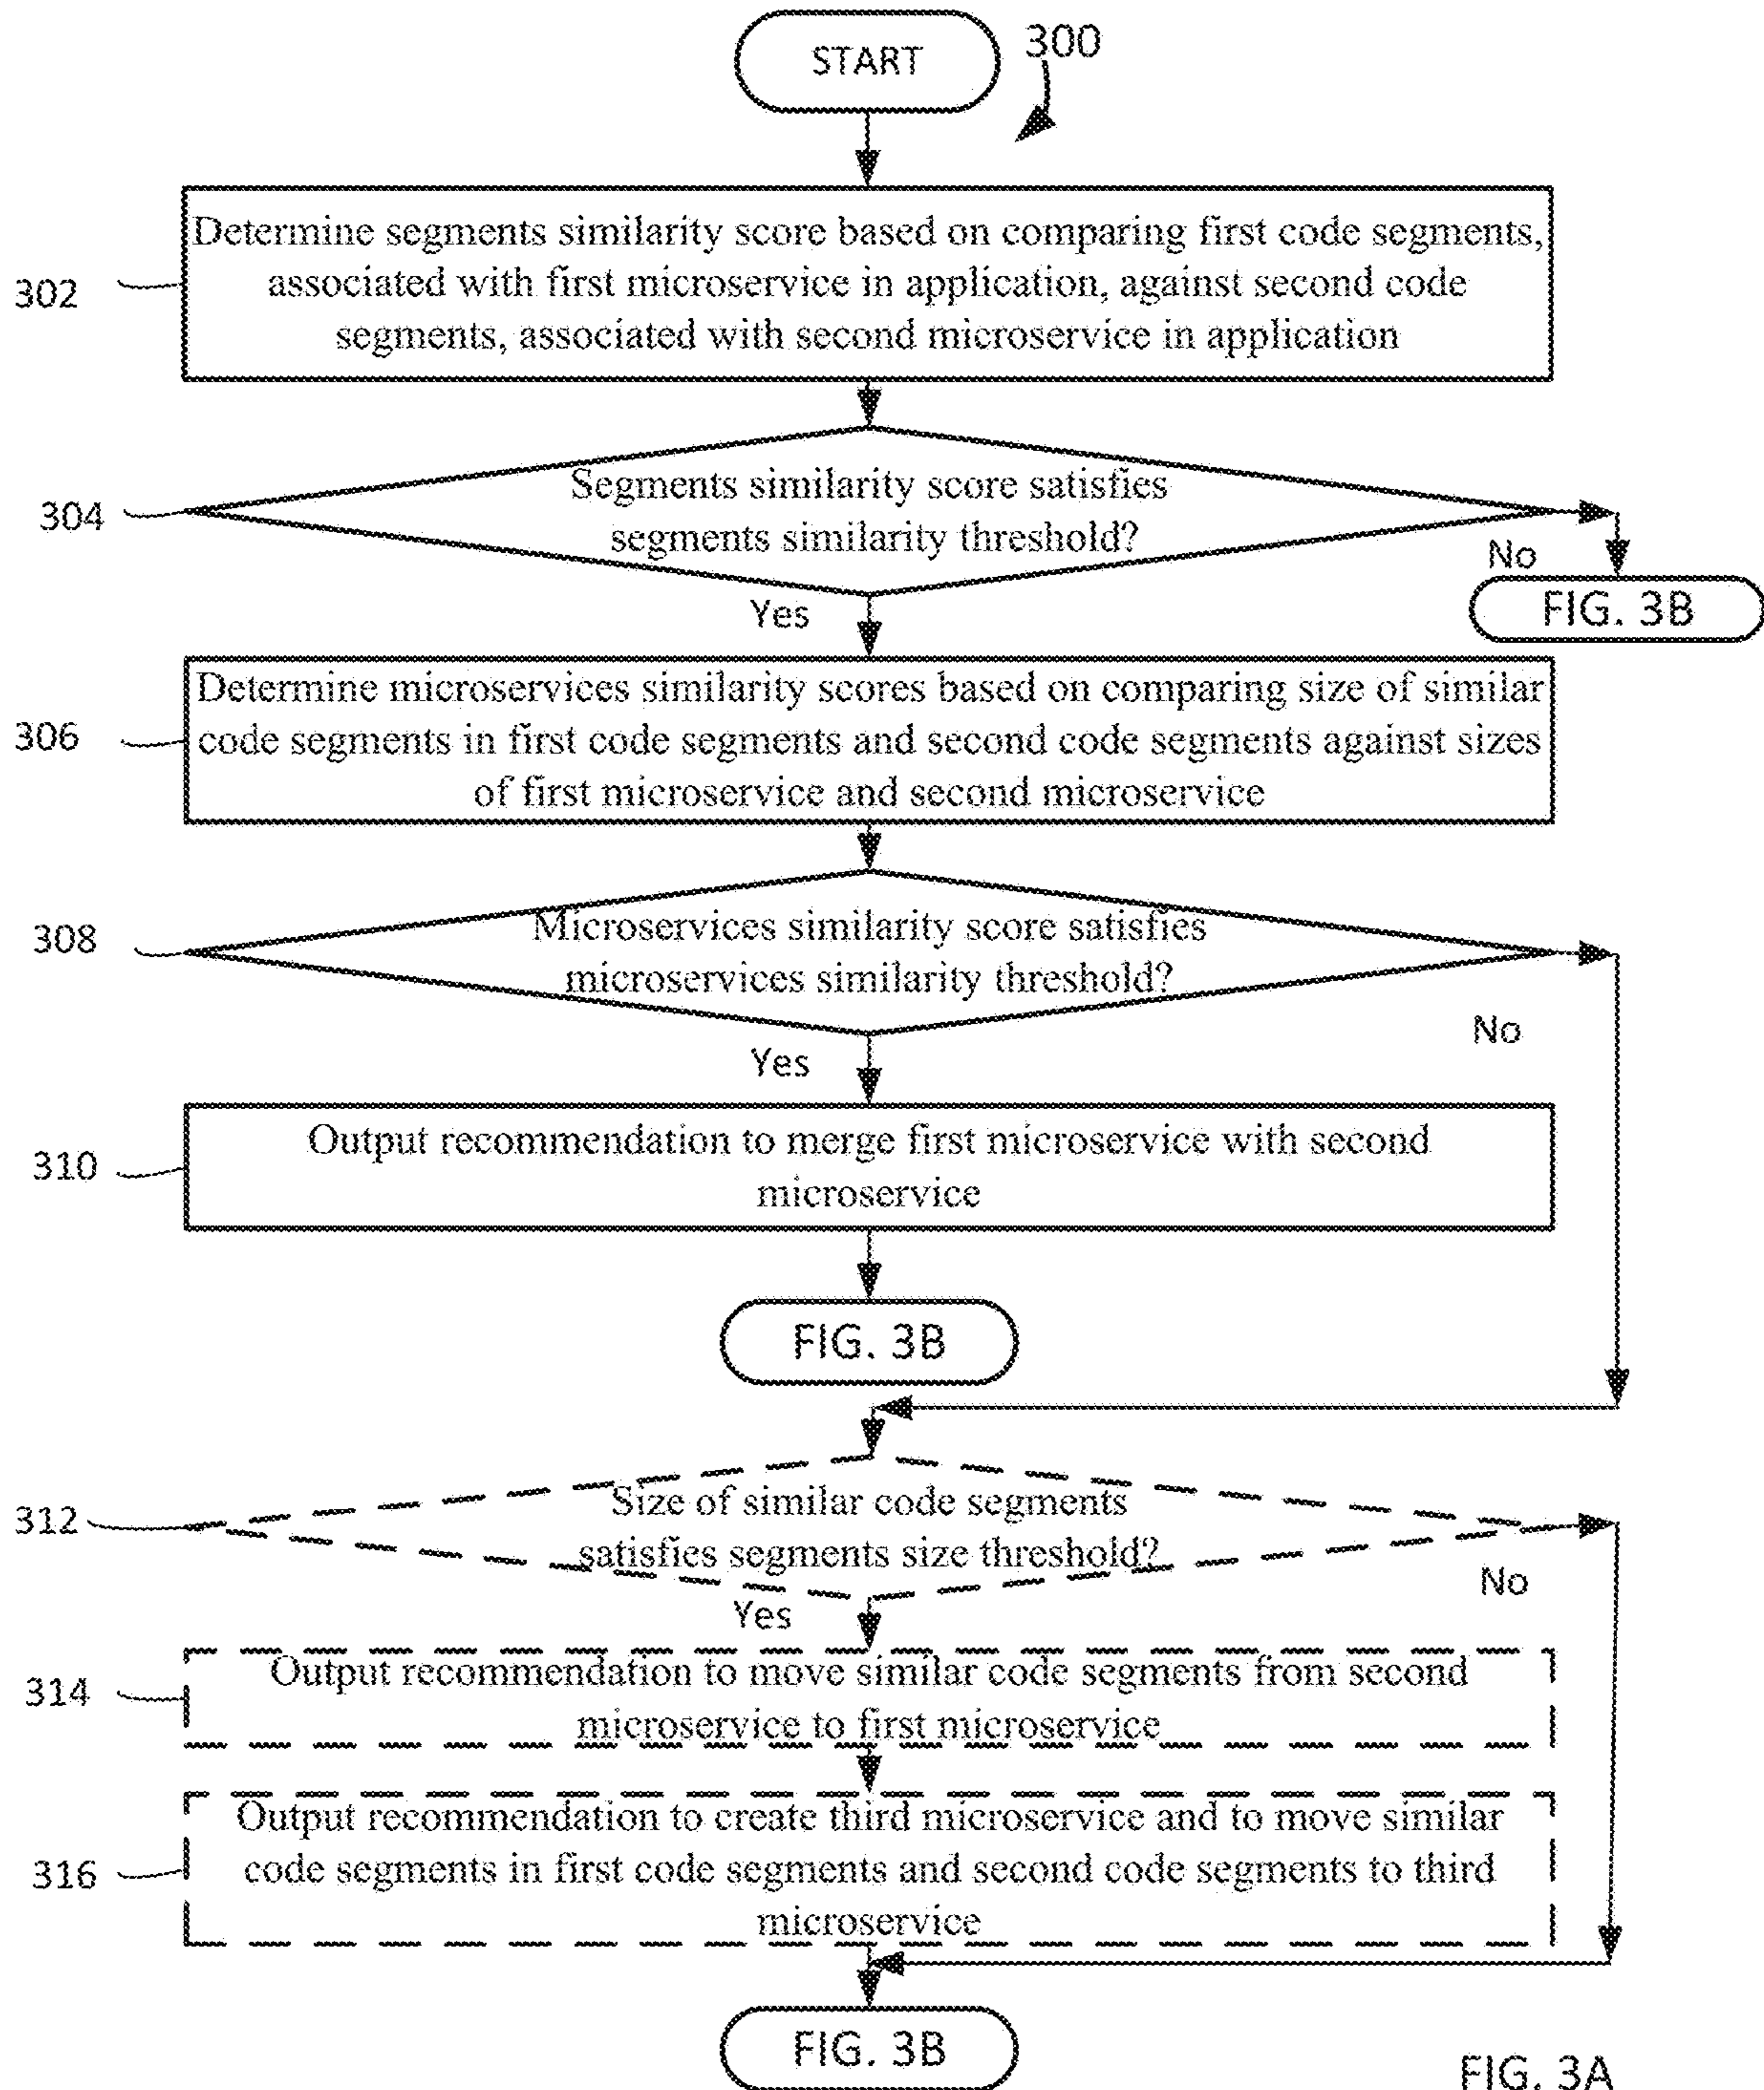 START
300
302
Determine segments similarity score based on comparing first code segments,
associated with first microservice in application, against second code
segments, associated with second microservice in application
304
Segments similarity score satisfies
segments similarity threshold?
No
FIG. 3B
Yes
306
Determine microservices similarity scores based on comparing size of similar
code segments in first code segments and second code segments against sizes
of first microservice and second microservice
308
Microservices similarity score satisfies
microservices similarity threshold?
No
Yes
310
Output recommendation to merge first microservice with second
microservice
FIG. 3B
312
Size of similar code segments
satisfies segments size threshold?
No
Yes
314
Output recommendation to move similar code segments from second
microservice to first microservice
316
Output recommendation to create third microservice and to move similar
code segments in first code segments and second code segments to third
microservice
FIG. 3B
FIG. 3A